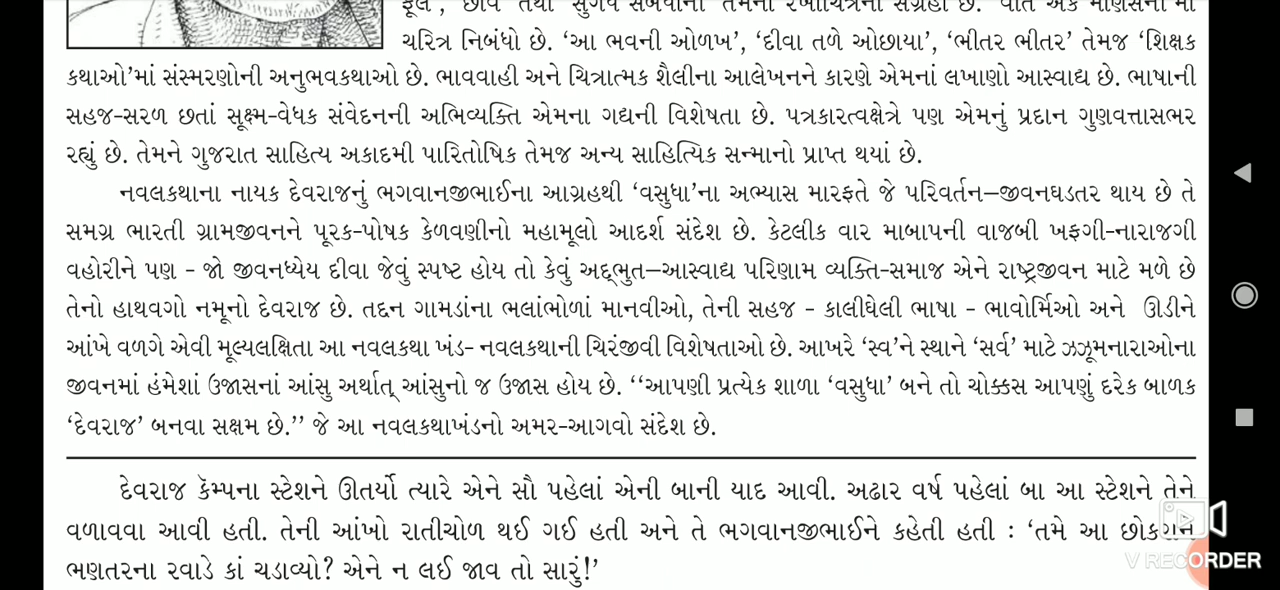 ચરિત્ર નિબંધો છે. ‘આ ભવની ઓળખ’, ‘દીવા તળે ઓછાયા’, ‘ભીતર ભીતર’ તેમજ ‘શિક્ષક
કથાઓ’માં સંસ્મરણોની અનુભવકથાઓ છે. ભાવવાહી અને ચિત્રાત્મક શૈલીના આલેખનને કારણે એમનાં લખાણો આસ્વાદ્ય છે. ભાષાની
સહજ-સરળ છતાં સૂક્ષ્મ-વેધક સંવેદનની અભિવ્યક્તિ એમના ગદ્યની વિશેષતા છે. પત્રકારત્વક્ષેત્રે પણ એમનું પ્રદાન ગુણવત્તાસભર
રહ્યું છે. તેમને ગુજરાત સાહિત્ય અકાદમી પારિતોષિક તેમજ અન્ય સાહિત્યિક સન્માનો પ્રાપ્ત થયાં છે.
નવલકથાના નાયક દેવરાજનું ભગવાનજીભાઈના આગ્રહથી ‘વસુધા’ના અભ્યાસ મારફતે જે પરિવર્તન–જીવનઘડતર થાય છે તે
સમગ્ર ભારતી ગ્રામજીવનને પૂરક-પોષક કેળવણીનો મહામૂલો આદર્શ સંદેશ છે. કેટલીક વાર માબાપની વાજબી ખફગી-નારાજગી
વહોરીને પણ - જો જીવનધ્યેય દીવા જેવું સ્પષ્ટ હોય તો કેવું અદ્ભુત–આસ્વાદ્ય પરિણામ વ્યક્તિ-સમાજ એને રાષ્ટ્રજીવન માટે મળે છે
તેનો હાથવગો નમૂનો દેવરાજ છે. તદ્દન ગામડાંના ભલાંભોળાં માનવીઓ, તેની સહજ - કાલીઘેલી ભાષા - ભાવોર્મિઓ અને ઊડીને
આંખે વળગે એવી મૂલ્યલક્ષિતા આ નવલકથા ખંડ- નવલકથાની ચિરંજીવી વિશેષતાઓ છે. આખરે ‘સ્વ’ને સ્થાને ‘સર્વ’ માટે ઝઝૂમનારાઓના
જીવનમાં હંમેશાં ઉજાસનાં આંસુ અર્થાત્ આંસુનો જ ઉજાસ હોય છે. ‘‘આપણી પ્રત્યેક શાળા ‘વસુધા’ બને તો ચોક્કસ આપણું દરેક બાળક
‘દેવરાજ’ બનવા સક્ષમ છે.’’ જે આ નવલકથાખંડનો અમર-આગવો સંદેશ છે.
દેવરાજ કૅમ્પના સ્ટેશને ઊતર્યો ત્યારે એને સૌ પહેલાં એની બાની યાદ આવી. અઢાર વર્ષ પહેલાં બા આ સ્ટેશને તેને
વળાવવા આવી હતી. તેની આંખો રાતીચોળ થઈ ગઈ હતી અને તે ભગવાનજીભાઈને કહેતી હતી : ‘તમે આ છોકરાને
ભણતરના રવાડે કાં ચડાવ્યો? એને ન લઈ જાવ તો સારું!’
V RECORDER